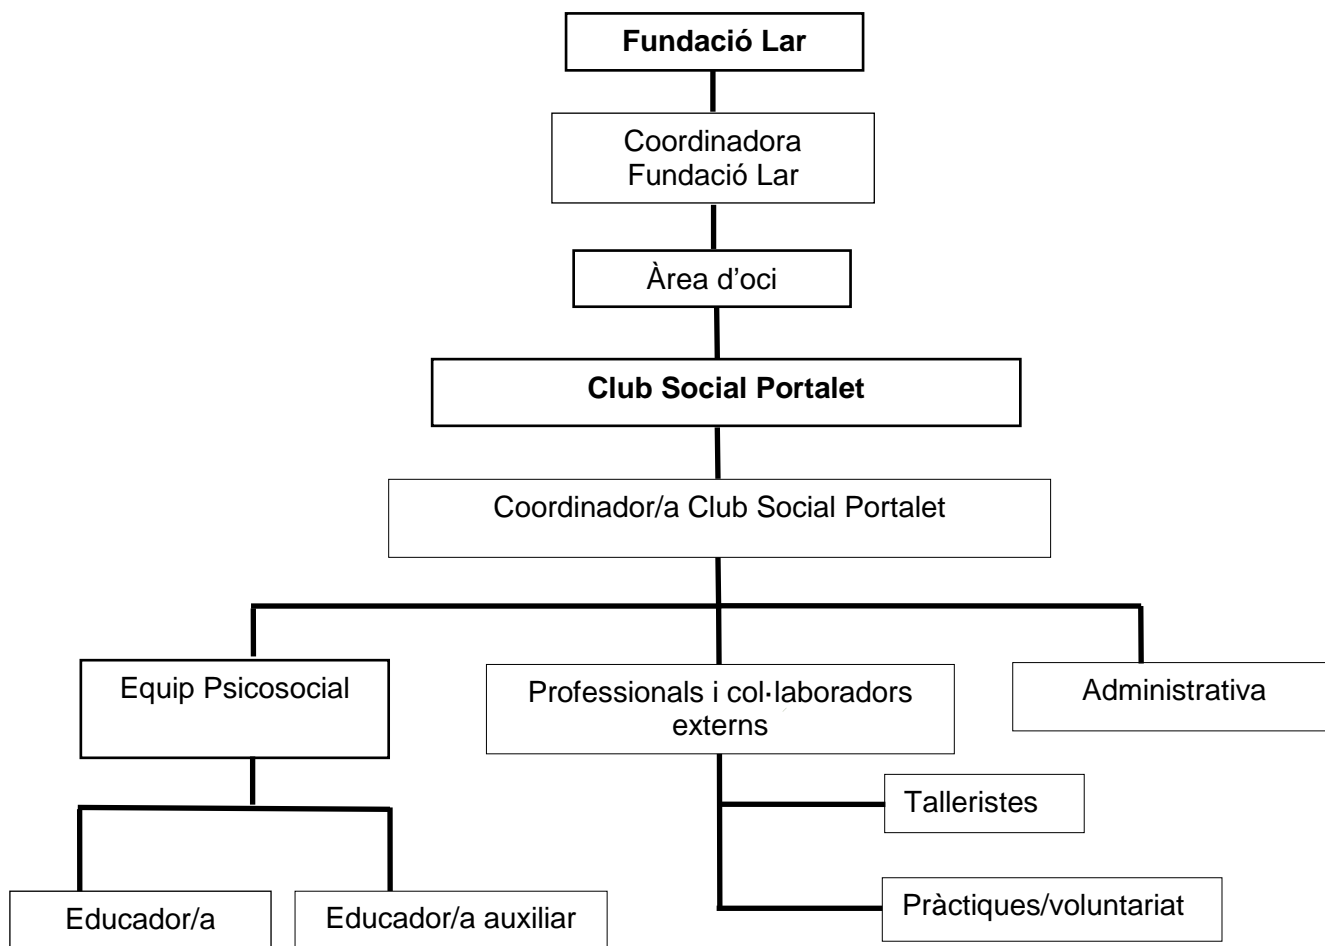 Fundació Lar
Coordinadora
Fundació Lar
Àrea d’oci
Club Social Portalet
Coordinador/a Club Social Portalet
Equip Psicosocial
Professionals i col·laboradors
externs
Administrativa
Talleristes
Pràctiques/voluntariat
Educador/a
Educador/a auxiliar